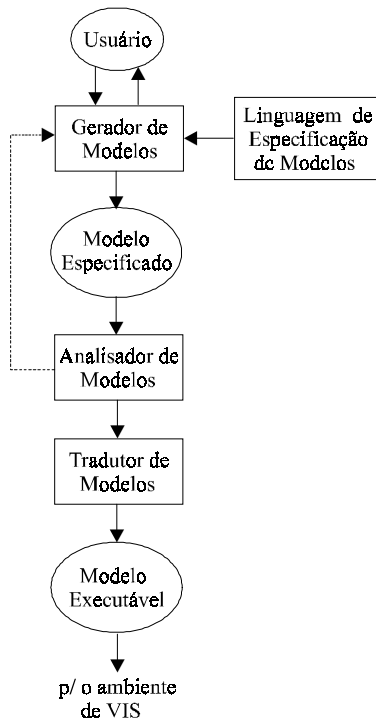 Usuário
Gerador de
Modelos
Linguagem de
Especificação
de Modelos
Modelo
Especificado
Analisador de
Modelos
Tradutor de
Modelos
Modelo
Executável
p/ o ambiente
de VIS